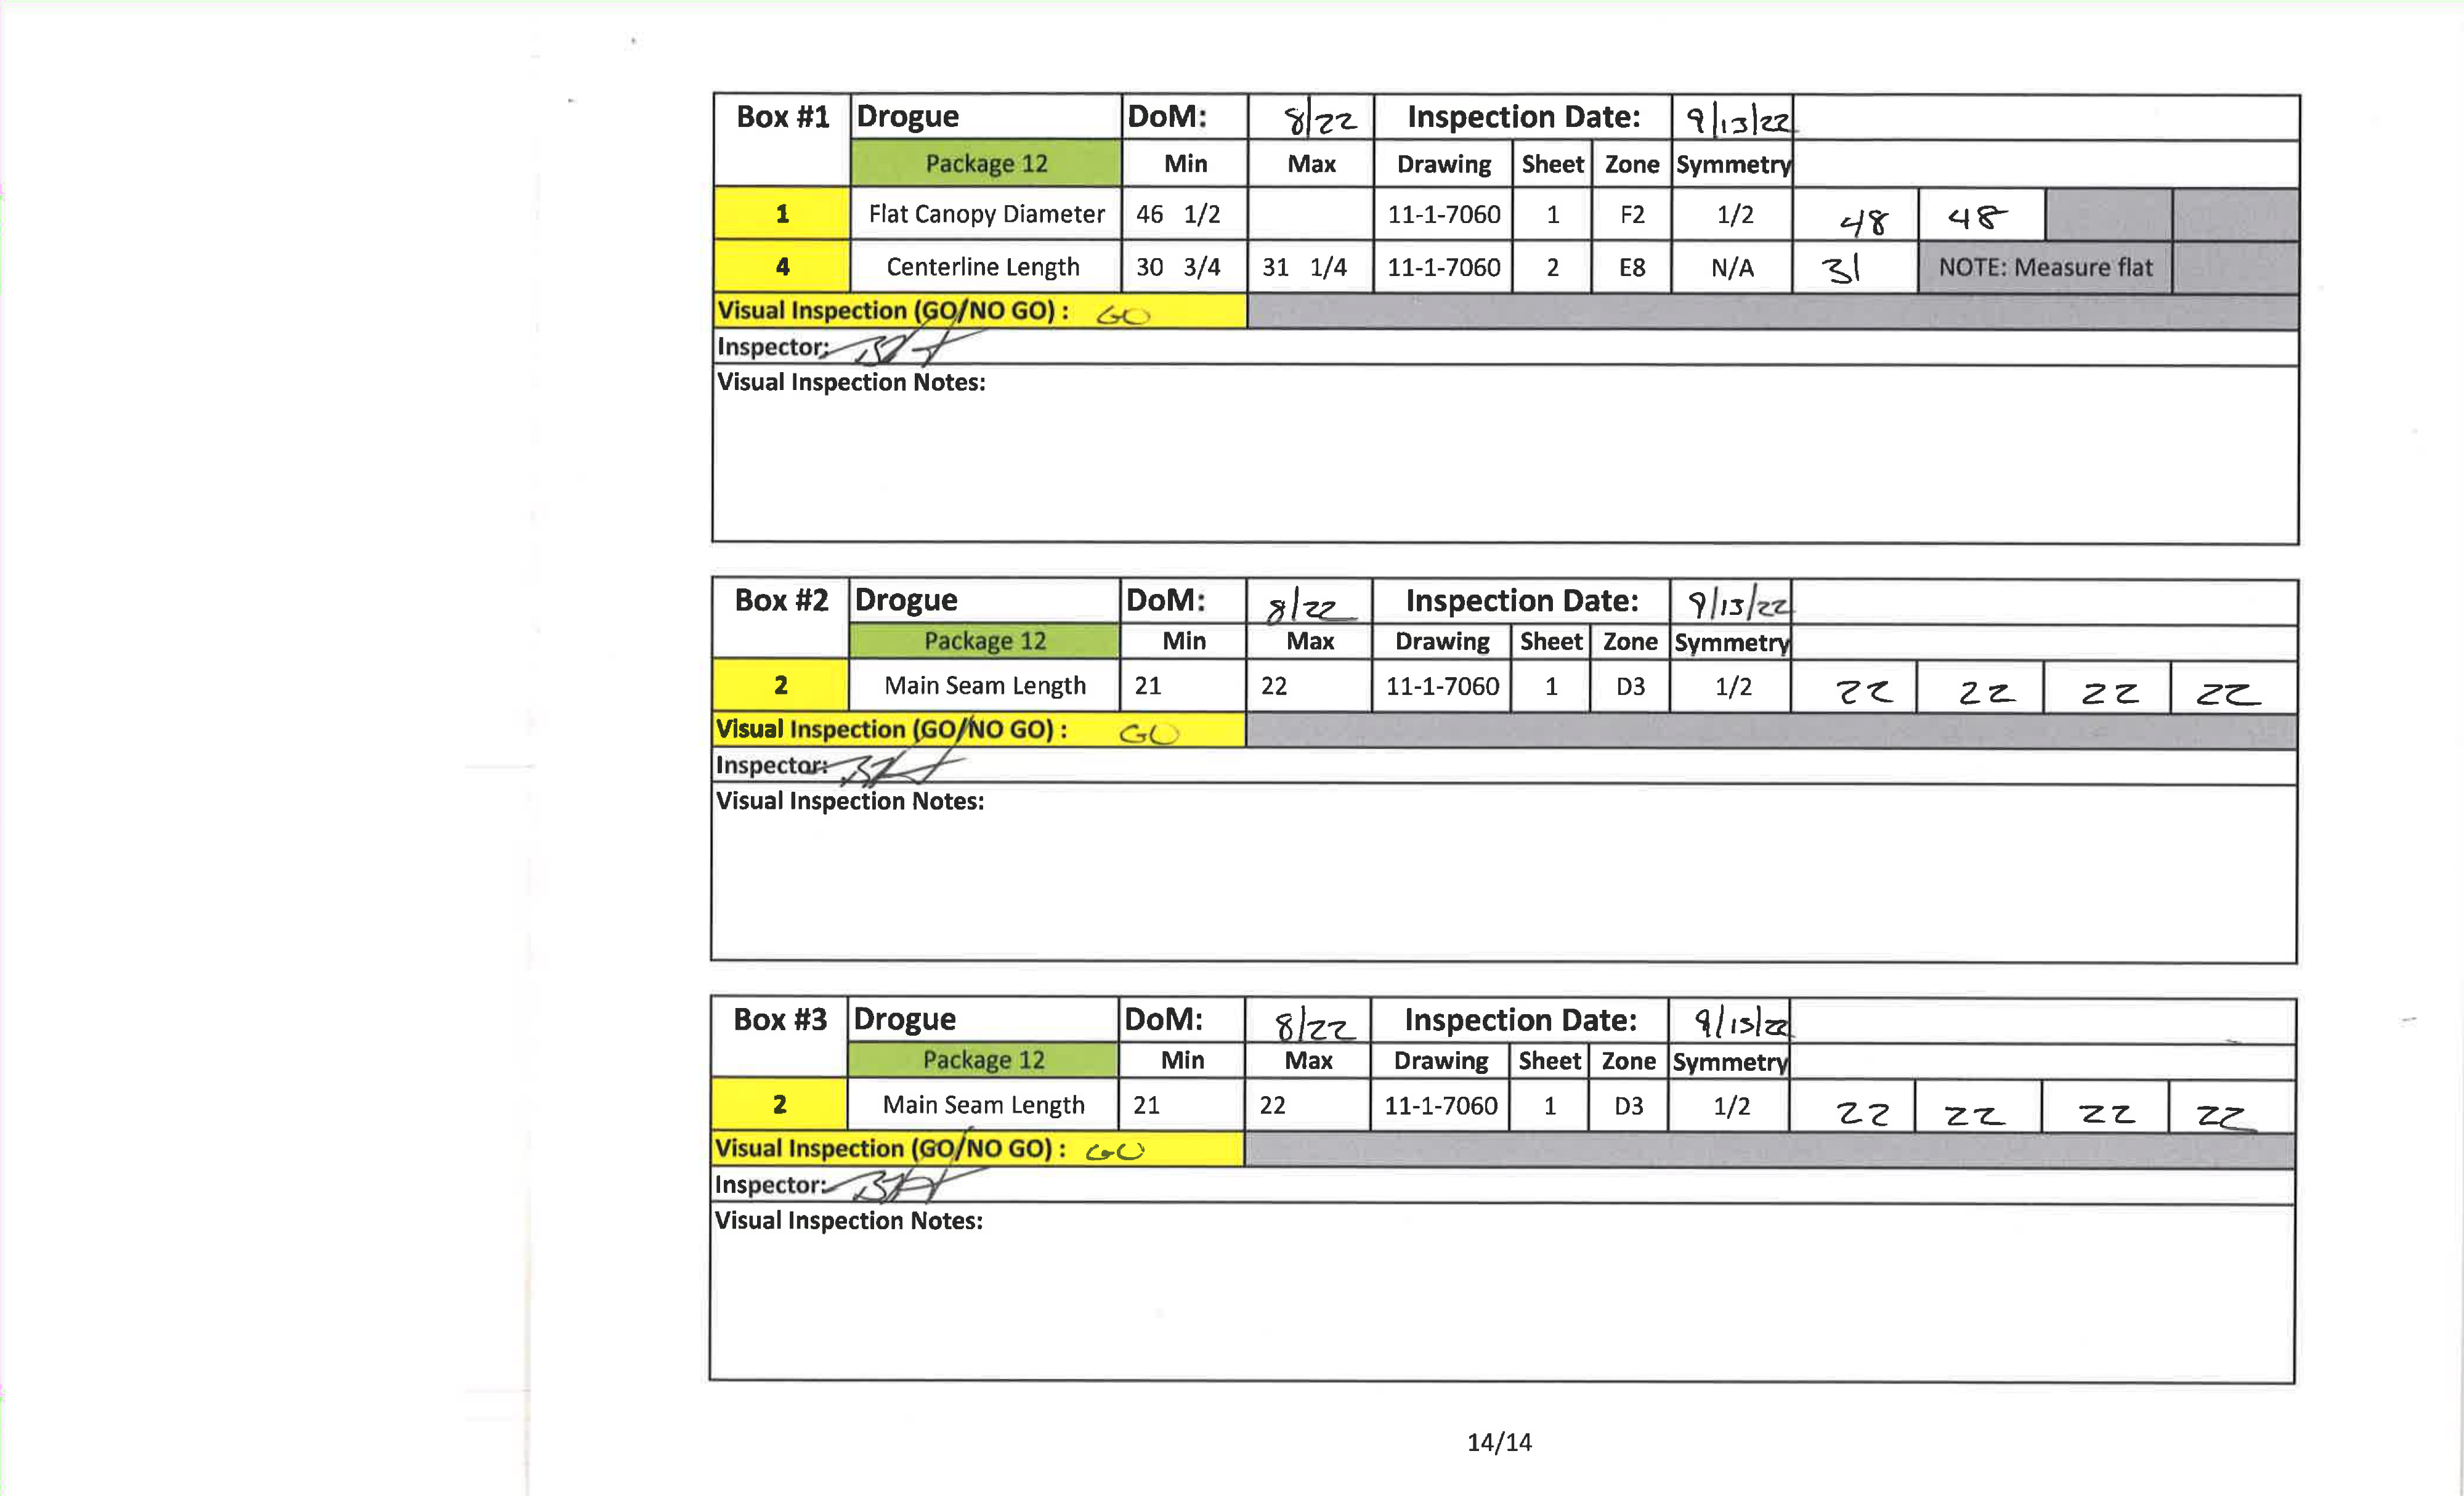 Box #1 Drogue DoM: 8/22 Inspection Date: 9/13/22
Package 12 Min Max Drawing Sheet Zone Symmetry
1 Flat Canopy Diameter 46 1/2 11-1-7060 1 F2 1/2 48 48
4 Centerline Length 30 3/4 31 1/4 11-1-7060 2 E8 N/A 31 NOTE: Measure flat
Visual Inspection (GO/NO GO) : GO
Inspector:
Visual Inspection Notes:
Box #2 Drogue DoM: 8/22 Inspection Date: 9/13/22
Package 12 Min Max Drawing Sheet Zone Symmetry
2 Main Seam Length 21 22 11-1-7060 1 D3 1/2 22 22 22 22
Visual Inspection (GO/NO GO) : GO
Inspector:
Visual Inspection Notes:
Box #3 Drogue DoM: 8/22 Inspection Date: 9/13/22
Package 12 Min Max Drawing Sheet Zone Symmetry
2 Main Seam Length 21 22 11-1-7060 1 D3 1/2 22 22 22 22
Visual Inspection (GO/NO GO) : GO
Inspector:
Visual Inspection Notes:
14/14